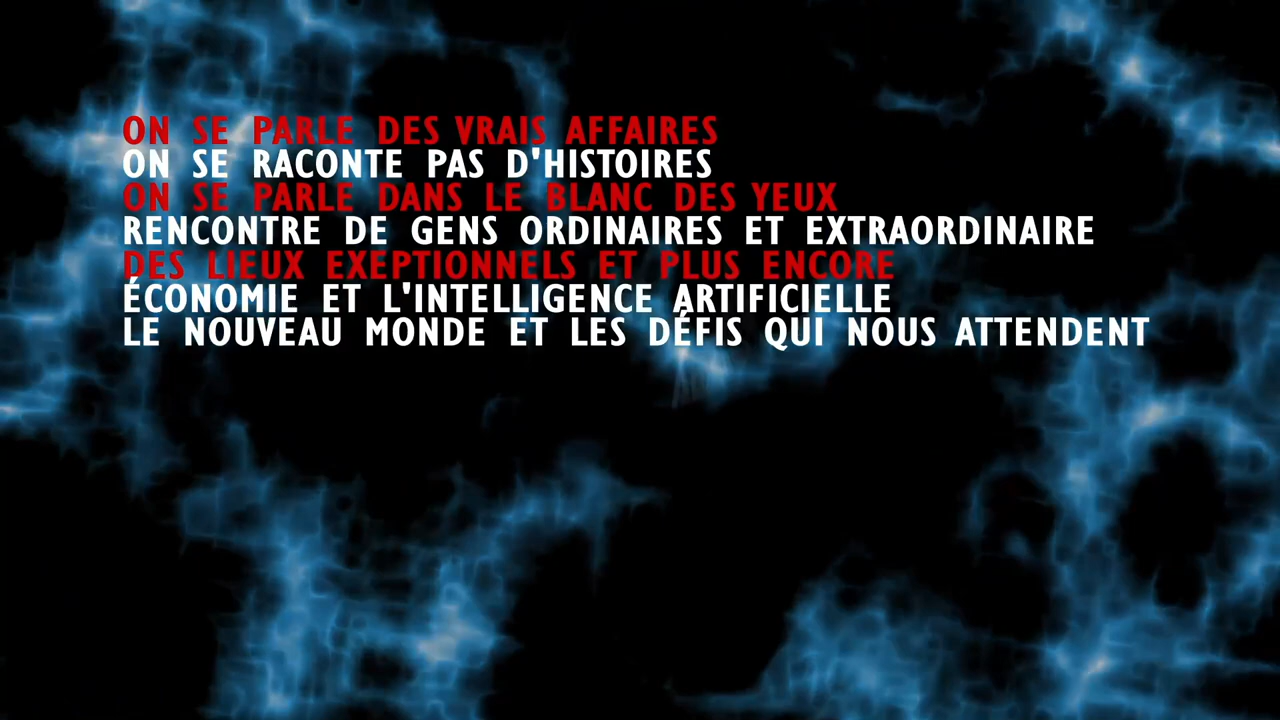 ON SE PARLE DES VRAIS AFFAIRES
ON SE RACONTE PAS D'HISTOIRES
ON SE PARLE DANS LE BLANC DES YEUX
RENCONTRE DE GENS ORDINAIRES ET EXTRAORDINAIRE
DES LIEUX EXEPTIONNELS ET PLUS ENCORE
ÉCONOMIE ET L'INTELLIGENCE ARTIFICIELLE
LE NOUVEAU MONDE ET LES DÉFIS QUI NOUS ATTENDENT